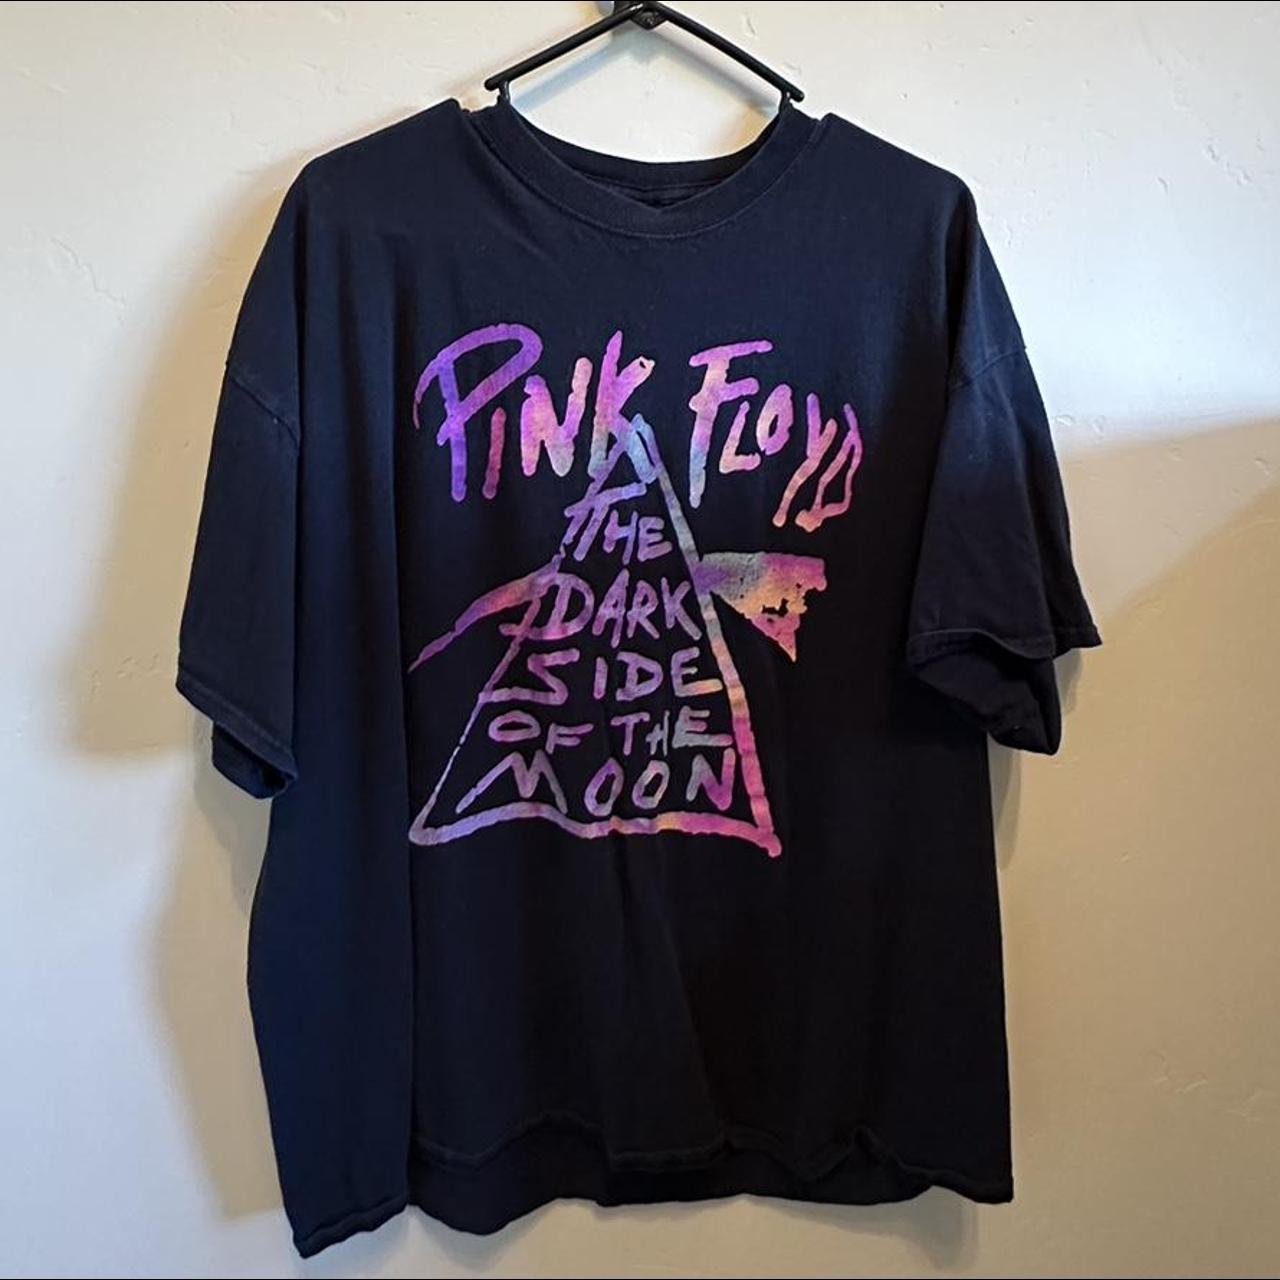 PINK FLOYD
THE
DARK
SIDE
OF THE
MOON